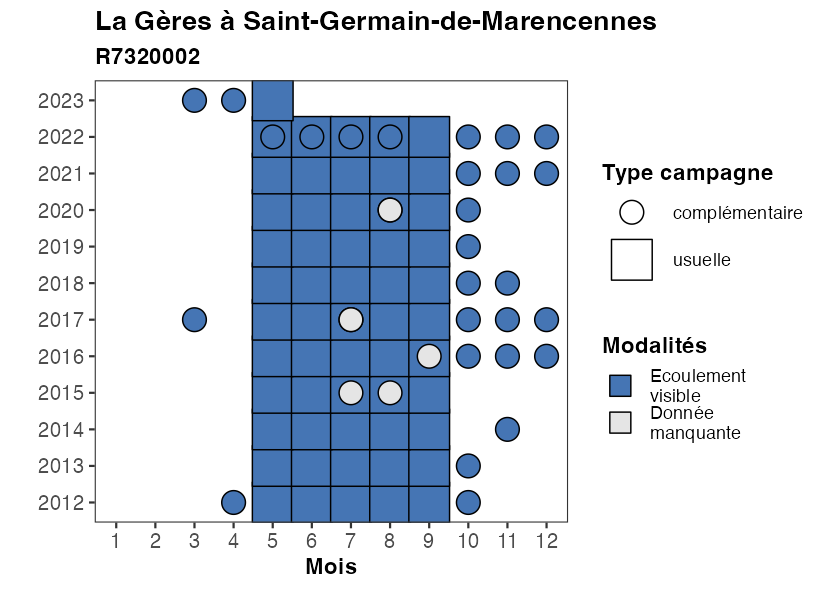 La Gères à Saint-Germain-de-Marencennes
R7320002
2023
2022
2021
2020
2019
2018
2017
2016
2015
2014
2013
2012
1 2 3 4 5 6 7 8 9 10 11 12
Mois
Type campagne
complémentaire
usuelle
Modalités
Ecoulement
visible
Donnée
manquante